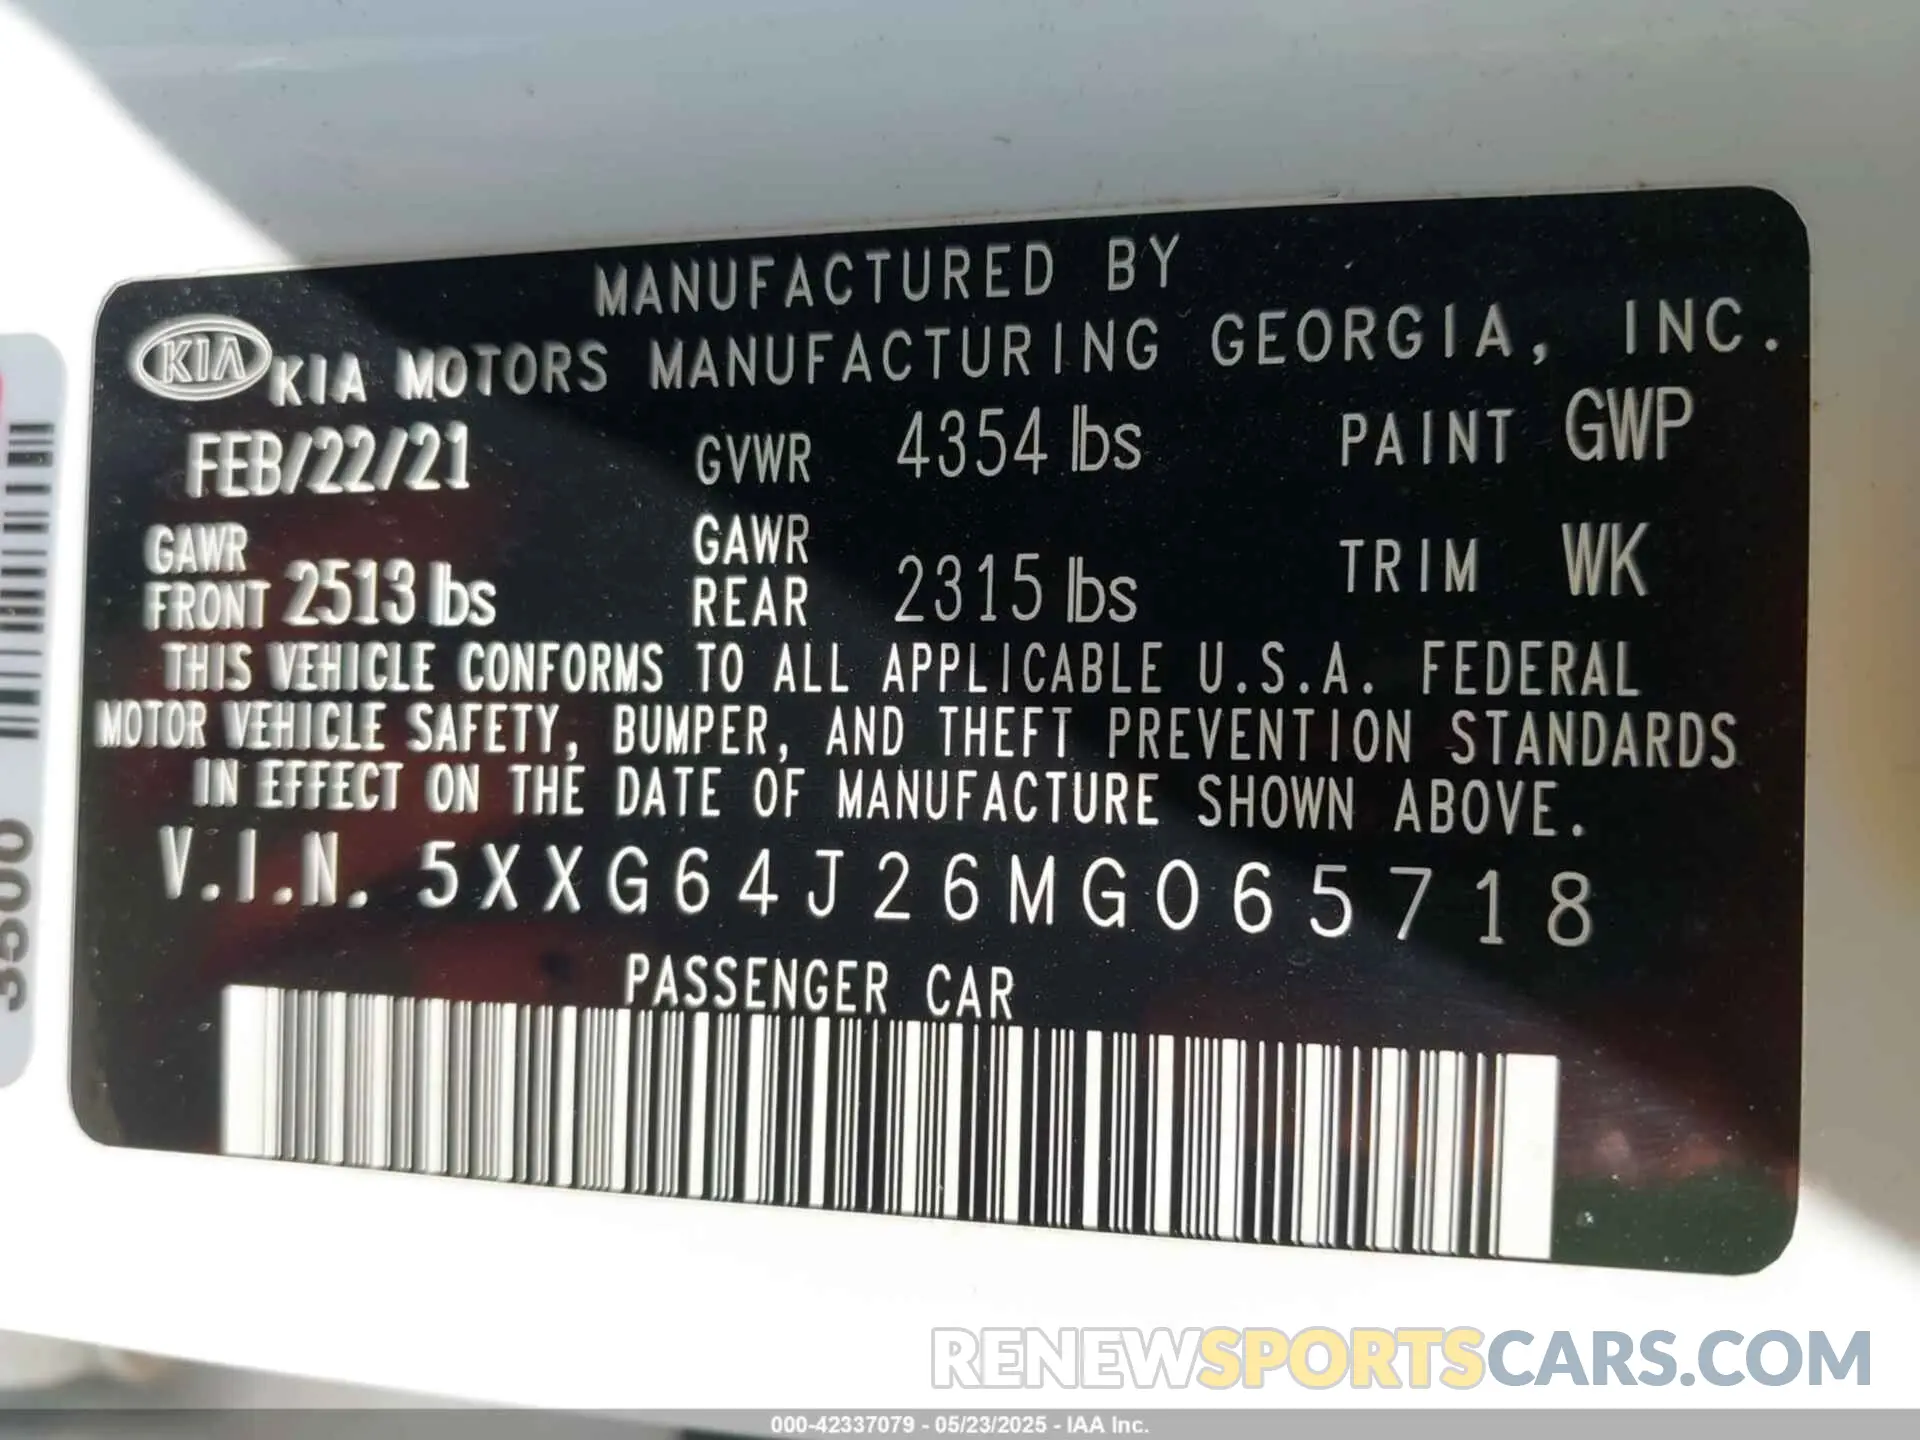 MANUFACTURED BY
KIA KIA MOTORS MANUFACTURING GEORGIA, INC.
FEB/22/21 GVWR 4354 lbs PAINT GWP
GAWR FRONT 2513 lbs GAWR REAR 2315 lbs TRIM WK
THIS VEHICLE CONFORMS TO ALL APPLICABLE U.S.A. FEDERAL
MOTOR VEHICLE SAFETY, BUMPER, AND THEFT PREVENTION STANDARDS
IN EFFECT ON THE DATE OF MANUFACTURE SHOWN ABOVE.
V.I.N. 5XXG64J26MG065718
PASSENGER CAR
3500
RENEWSPORTSCARS.COM
000-42337079 - 05/23/2025 - IAA Inc.